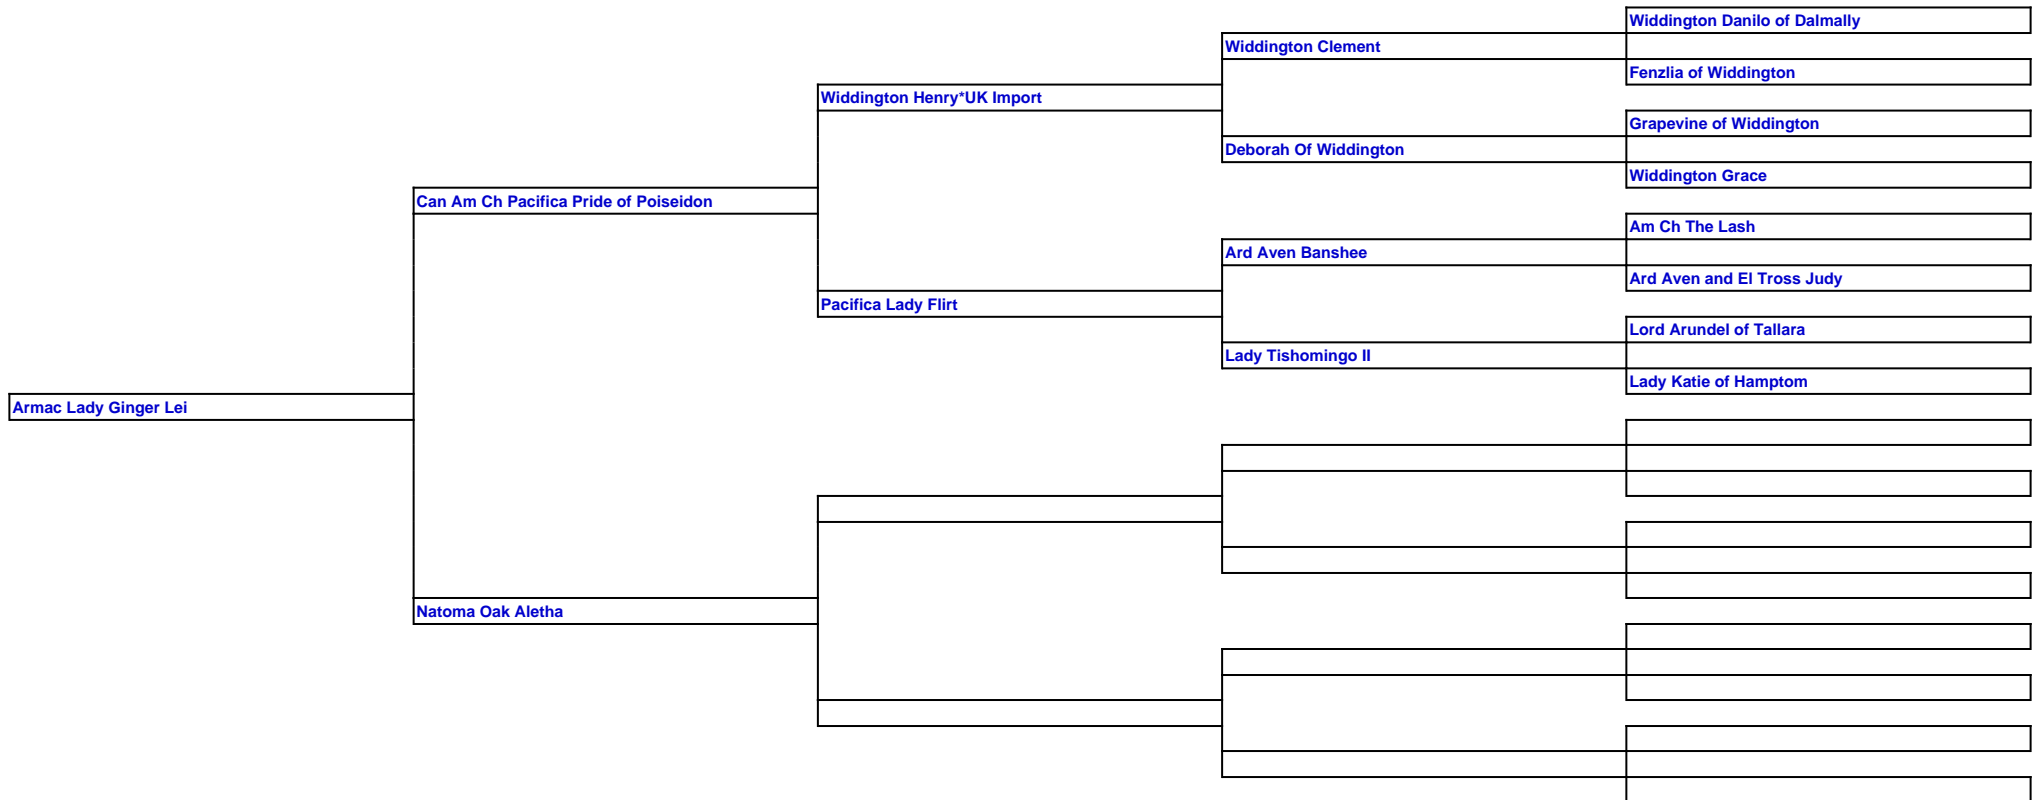 Widdington Danilo of Dalmally
Widdington Clement
Fenzlia of Widdington
Widdington Henry*UK Import
Grapevine of Widdington
Deborah Of Widdington
Widdington Grace
Can Am Ch Pacifica Pride of Poiseidon
Am Ch The Lash
Ard Aven Banshee
Ard Aven and El Tross Judy
Pacifica Lady Flirt
Lord Arundel of Tallara
Lady Tishomingo II
Lady Katie of Hamptom
Armac Lady Ginger Lei
Natoma Oak Aletha